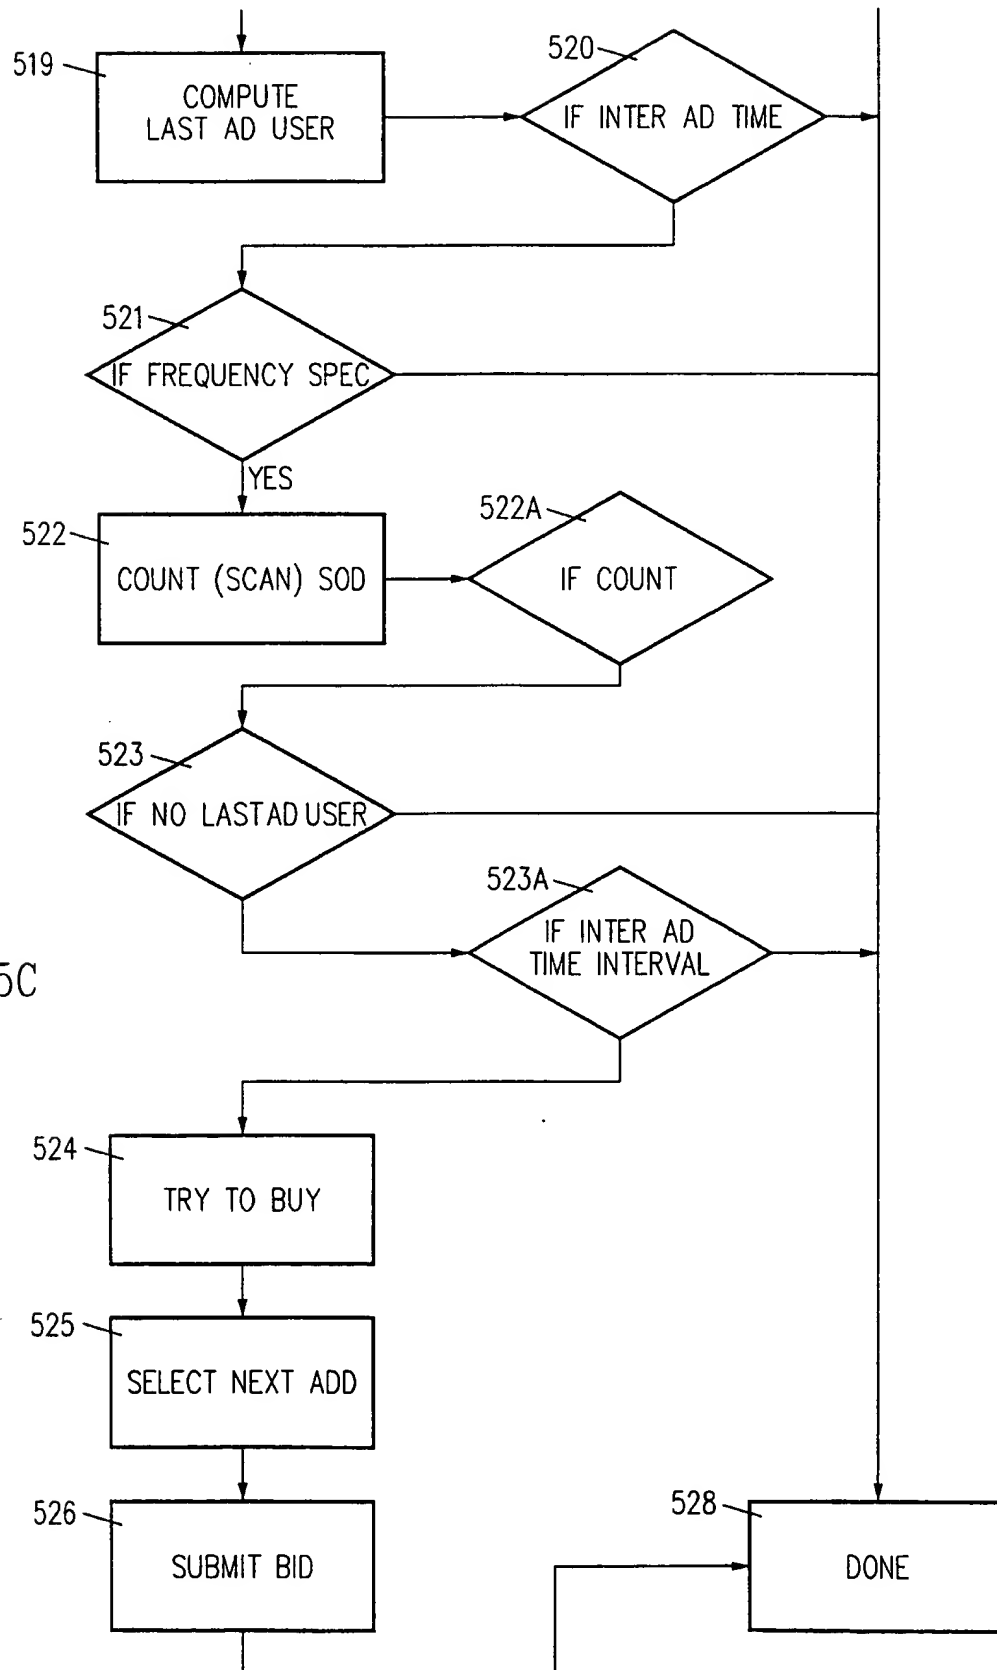 519
COMPUTE
LAST AD USER
520
IF INTER AD TIME
521
IF FREQUENCY SPEC
YES
522
COUNT (SCAN) SOD
522A
IF COUNT
523
IF NO LAST AD USER
523A
IF INTER AD
TIME INTERVAL
5C
524
TRY TO BUY
525
SELECT NEXT ADD
526
SUBMIT BID
528
DONE